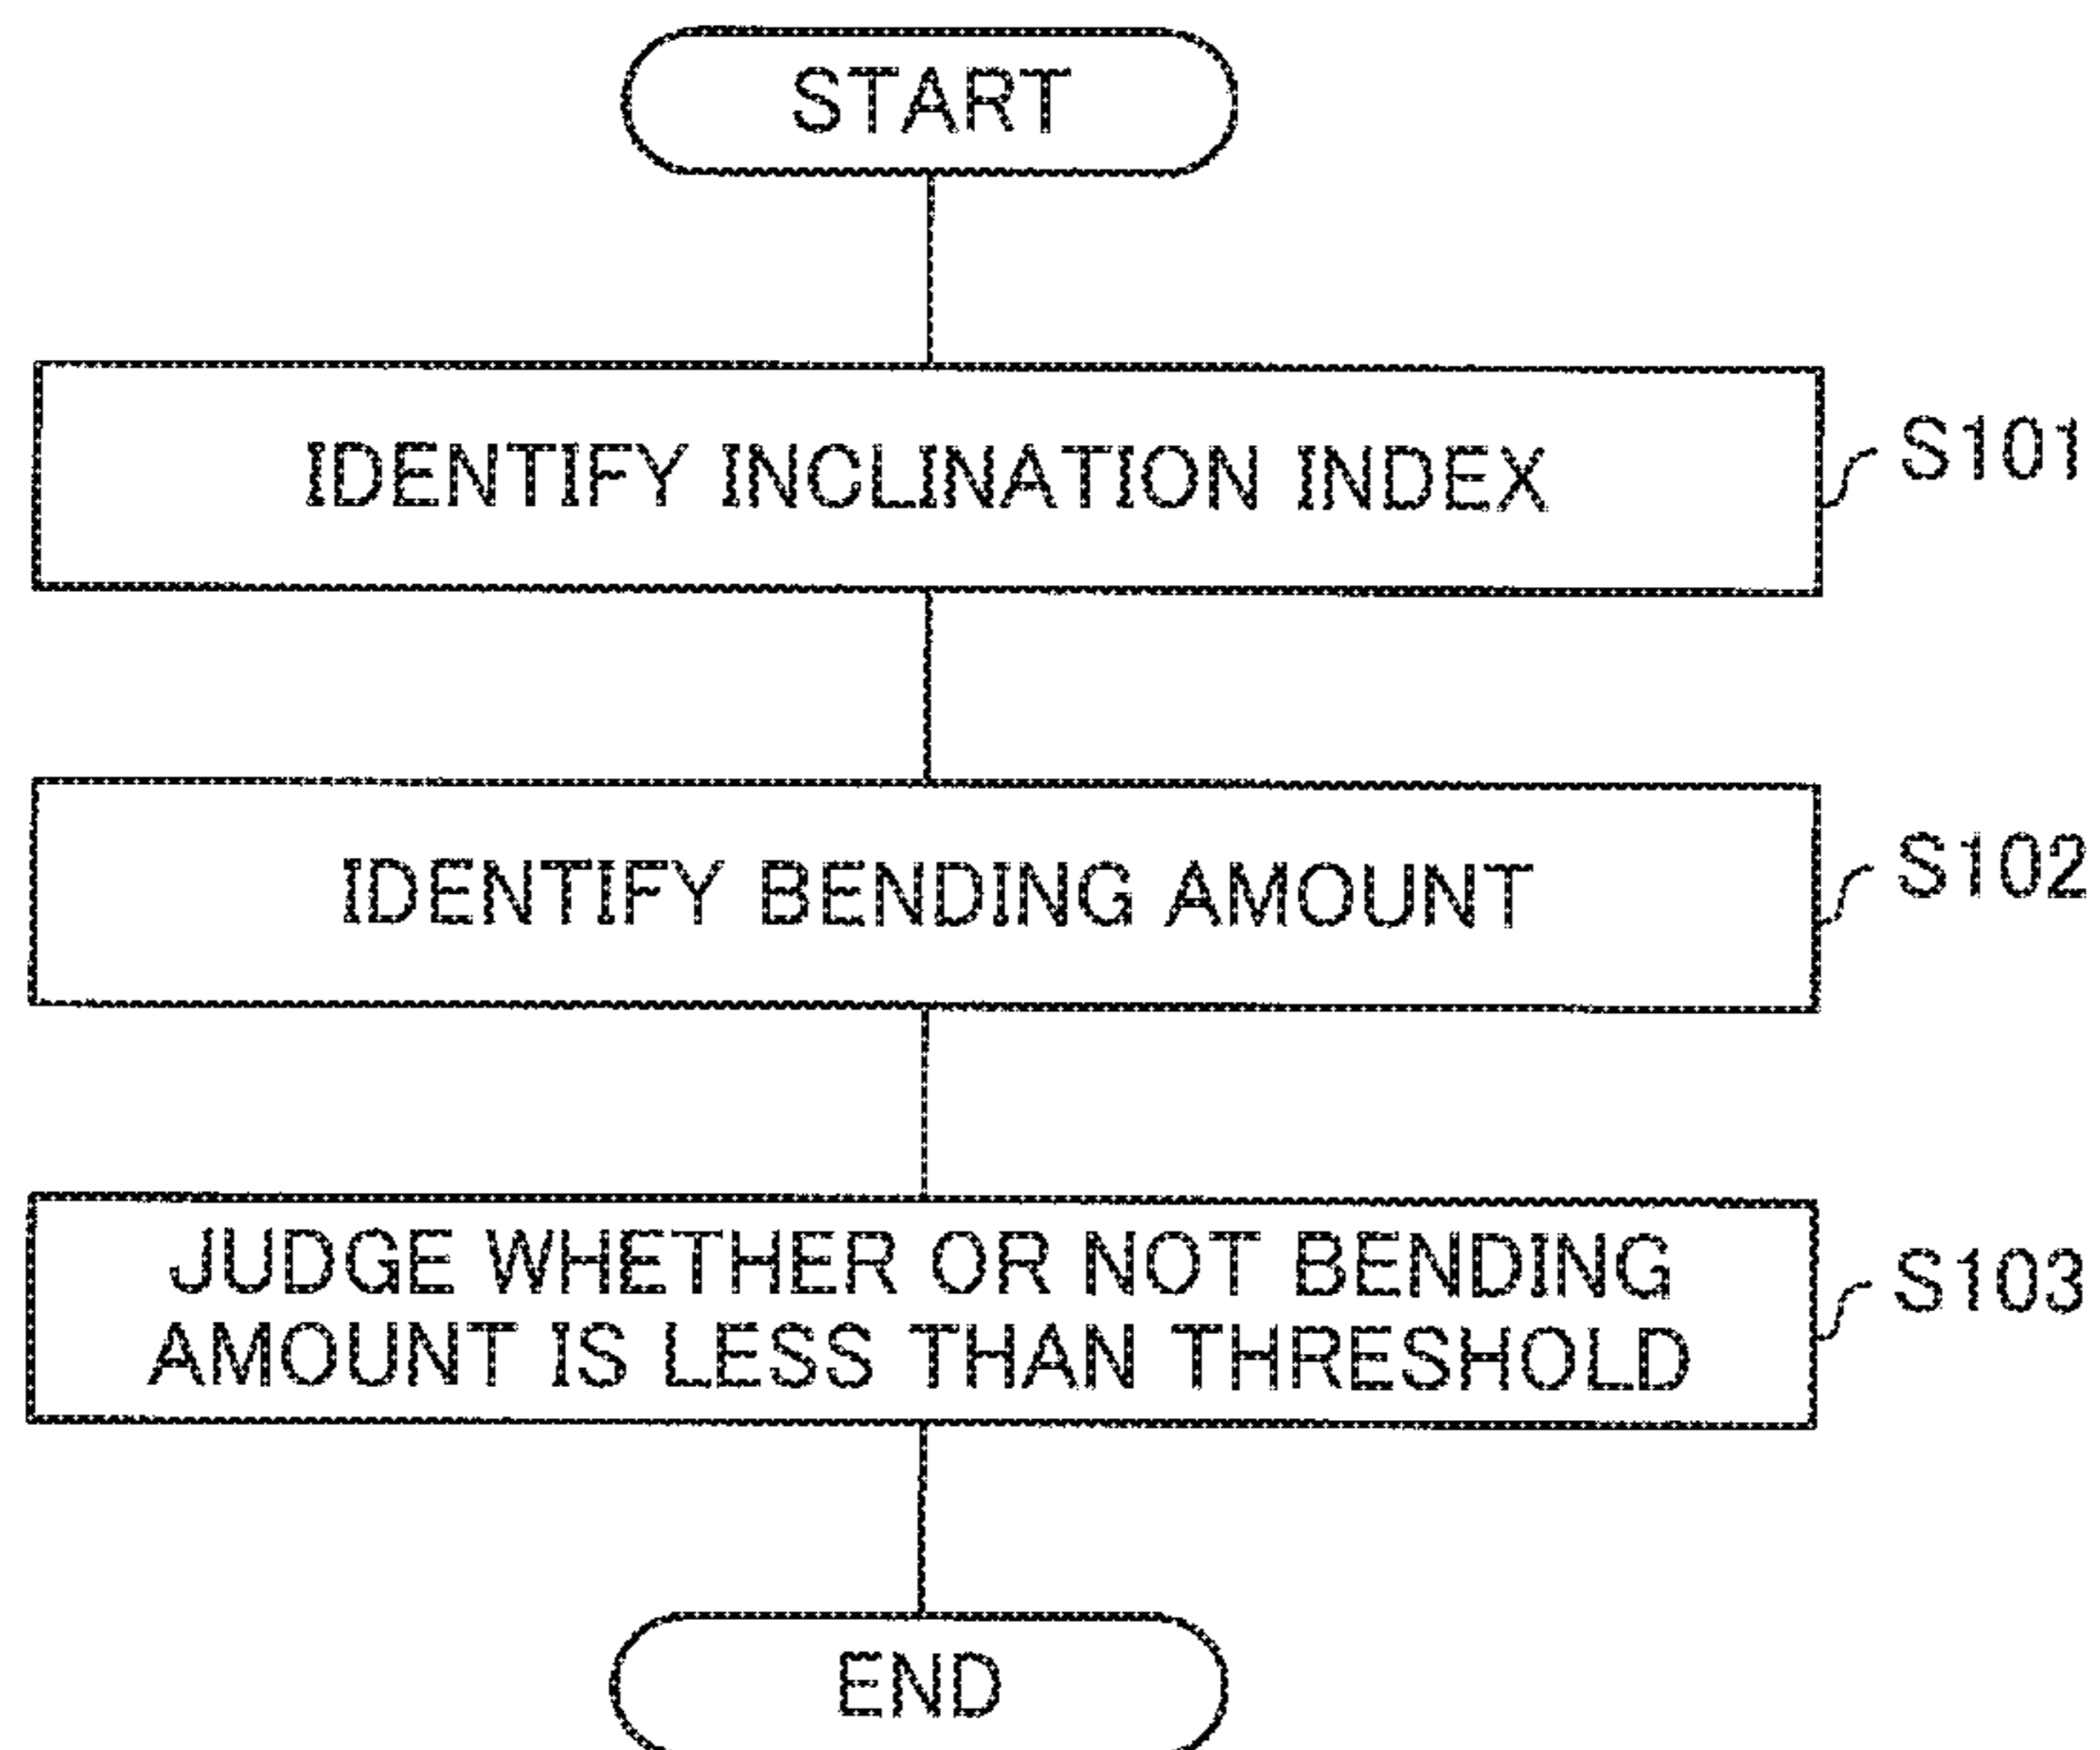 START
IDENTIFY INCLINATION INDEX
S101
IDENTIFY BENDING AMOUNT
S102
JUDGE WHETHER OR NOT BENDING
AMOUNT IS LESS THAN THRESHOLD
S103
END